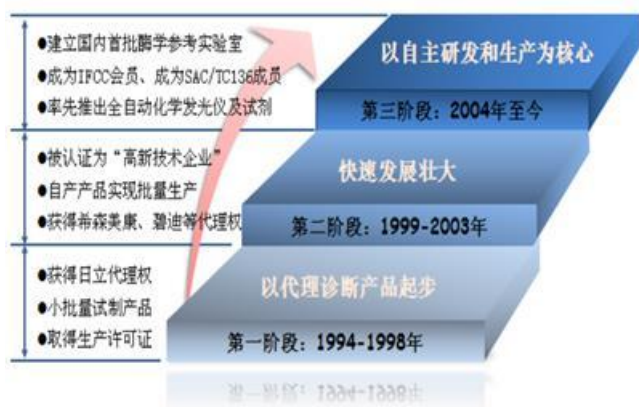 ●建立国内首批酶学参考实验室
●成为IFCC会员、成为SAC/TC136成员
●率先推出全自动化学发光仪及试剂
以自主研发和生产为核心
第三阶段：2004年至今
●被认证为“高新技术企业”
●自产产品实现批量生产
●获得希森美康、碧迪等代理权
快速发展壮大
第二阶段：1999-2003年
●获得日立代理权
●小批量试制产品
●取得生产许可证
以代理诊断产品起步
第一阶段：1994-1998年